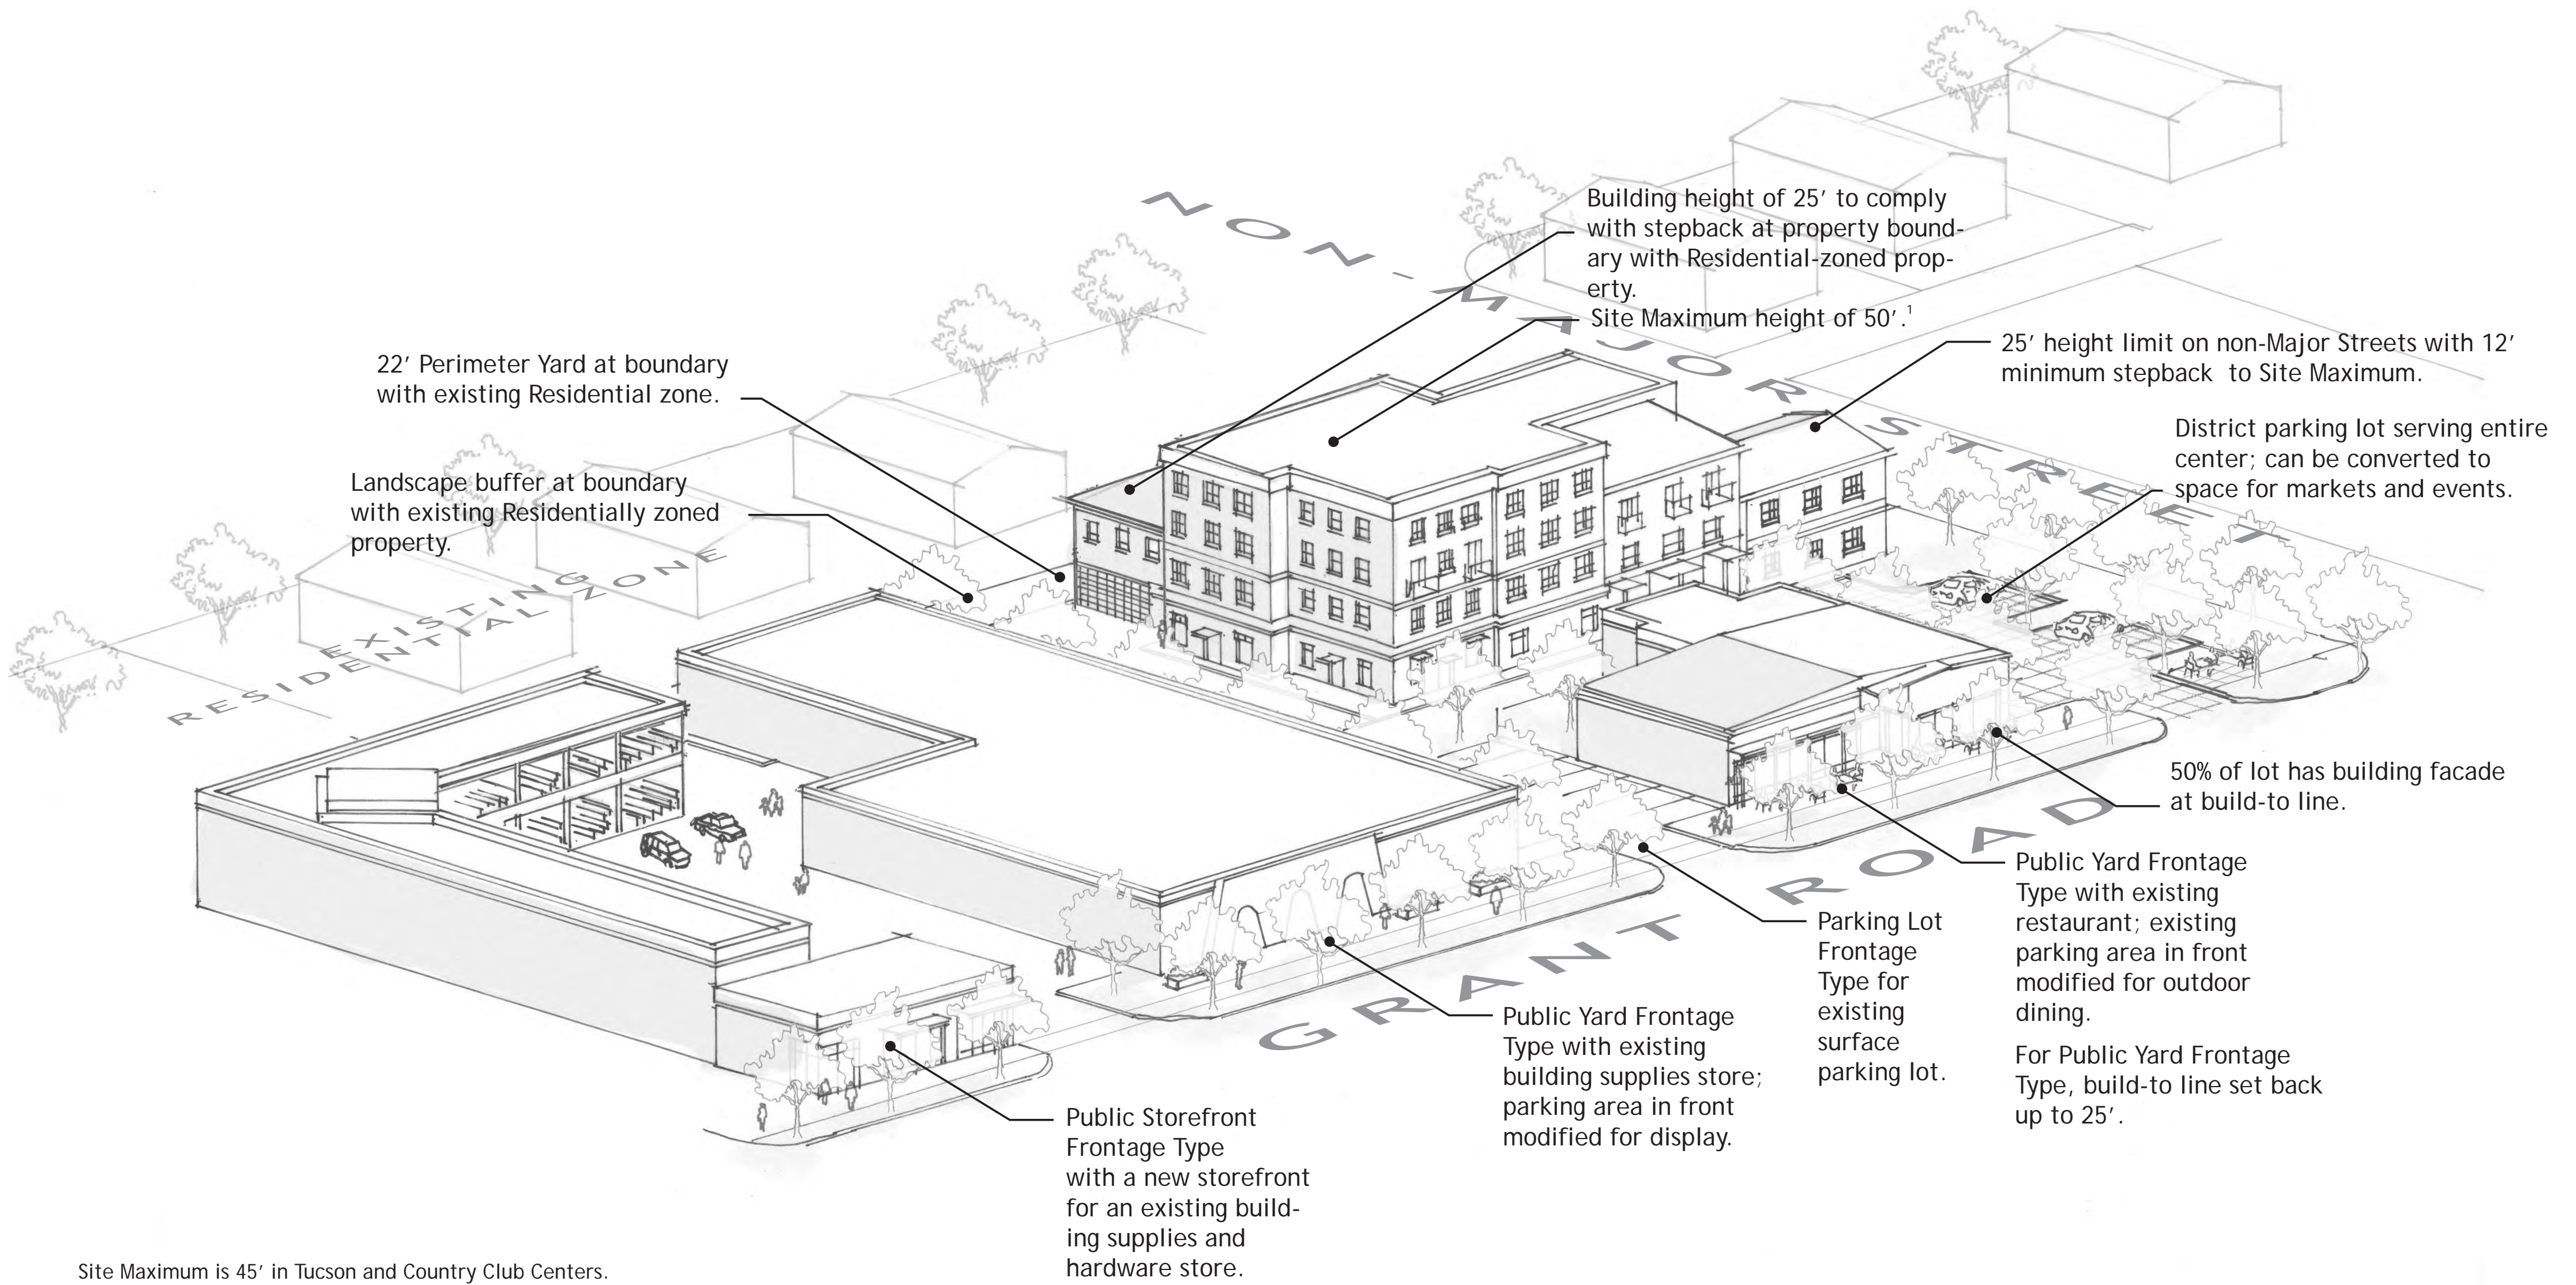 NON-MAJOR STREET
Building height of 25′ to comply
with stepback at property bound-
ary with Residential-zoned prop-
erty.
Site Maximum height of 50′.1
25′ height limit on non-Major Streets with 12′
minimum stepback to Site Maximum.
22′ Perimeter Yard at boundary
with existing Residential zone.
District parking lot serving entire
center; can be converted to
space for markets and events.
Landscape buffer at boundary
with existing Residentially zoned
property.
EXISTING
RESIDENTIAL ZONE
50% of lot has building facade
at build-to line.
GRANT ROAD
Public Yard Frontage
Type with existing
restaurant; existing
parking area in front
modified for outdoor
dining.
For Public Yard Frontage
Type, build-to line set back
up to 25′.
Parking Lot
Frontage
Type for
existing
surface
parking lot.
Public Yard Frontage
Type with existing
building supplies store;
parking area in front
modified for display.
Public Storefront
Frontage Type
with a new storefront
for an existing build-
ing supplies and
hardware store.
Site Maximum is 45′ in Tucson and Country Club Centers.